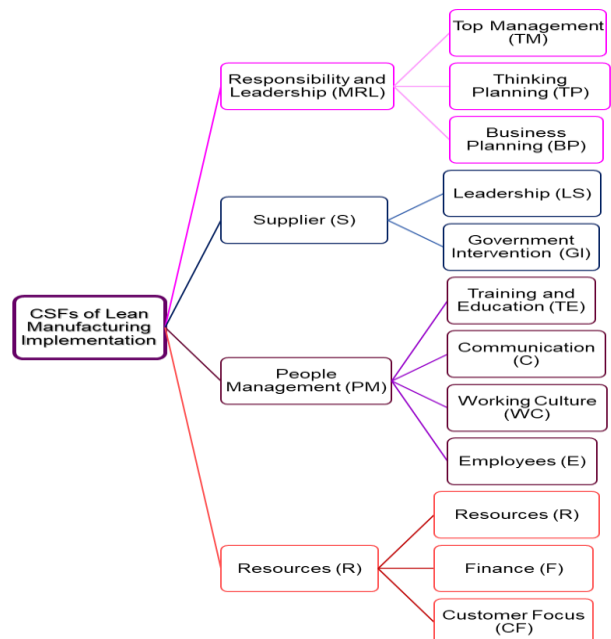 CSFs of Lean
Manufacturing
Implementation
Responsibility and
Leadership (MRL)
Top Management
(TM)
Thinking
Planning (TP)
Business
Planning (BP)
Supplier (S)
Leadership (LS)
Government
Intervention (GI)
People
Management (PM)
Training and
Education (TE)
Communication
(C)
Working Culture
(WC)
Employees (E)
Resources (R)
Resources (R)
Finance (F)
Customer Focus
(CF)